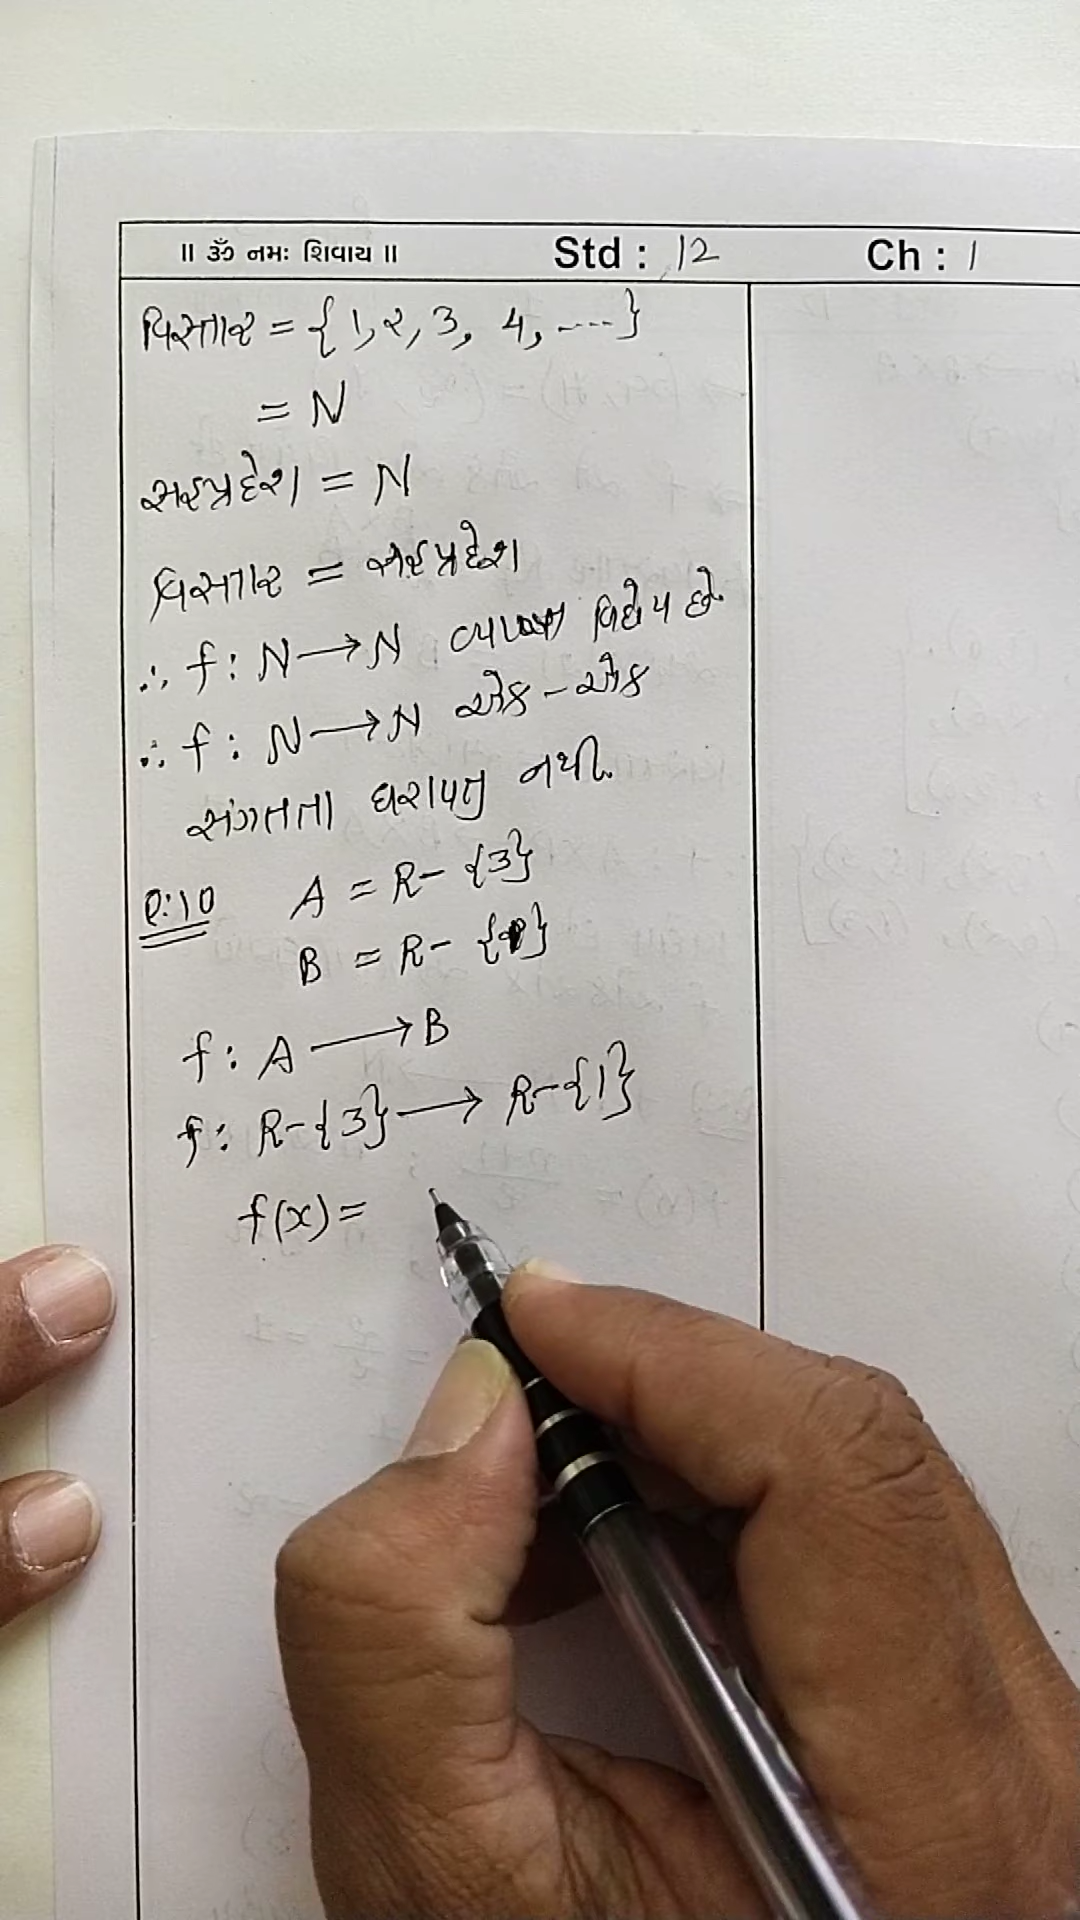 ॥ ૐ નમઃ શિવાય ॥ Std : 12 Ch : 1
વિસ્તાર = {1, 2, 3, 4, ....}
= N
સહપ્રદેશ = N
વિસ્તાર = સહપ્રદેશ
∴ f : N → N વ્યાપ્ત વિધેય છે.
∴ f : N → N એક-એક
સંગતતા ધરાવતુ નથી.
Q:10 A = R- {3}
B = R- {1}
f : A → B
f : R-{3} → R-{1}
f(x) =